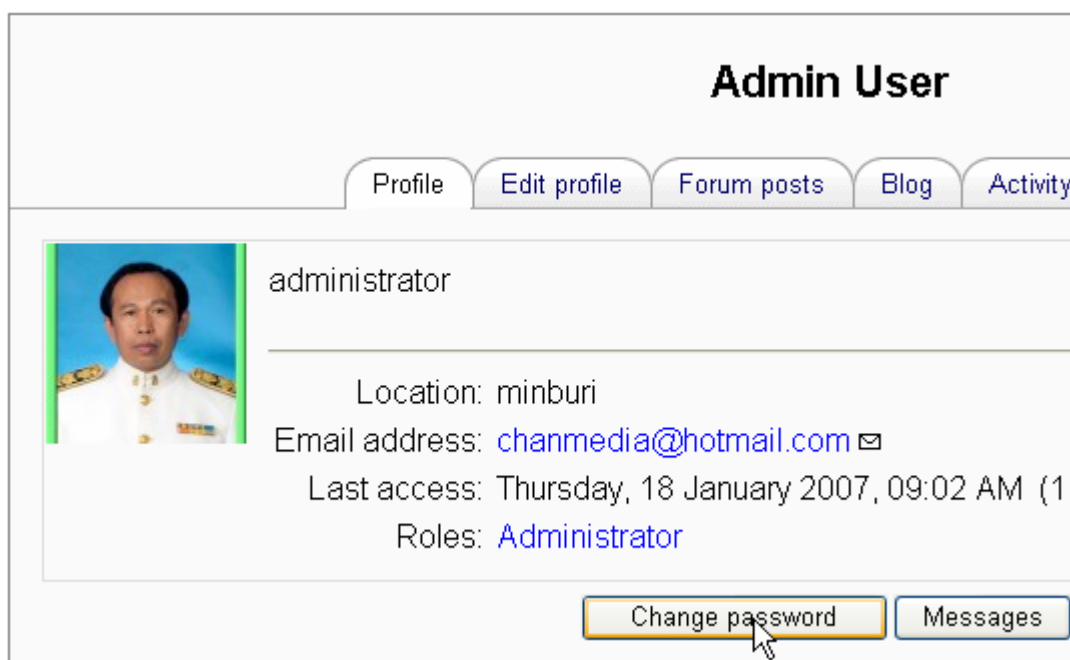 Admin User
Profile Edit profile Forum posts Blog Activity
administrator
Location: minburi
Email address: chanmedia@hotmail.com
Last access: Thursday, 18 January 2007, 09:02 AM (1
Roles: Administrator
Change password Messages